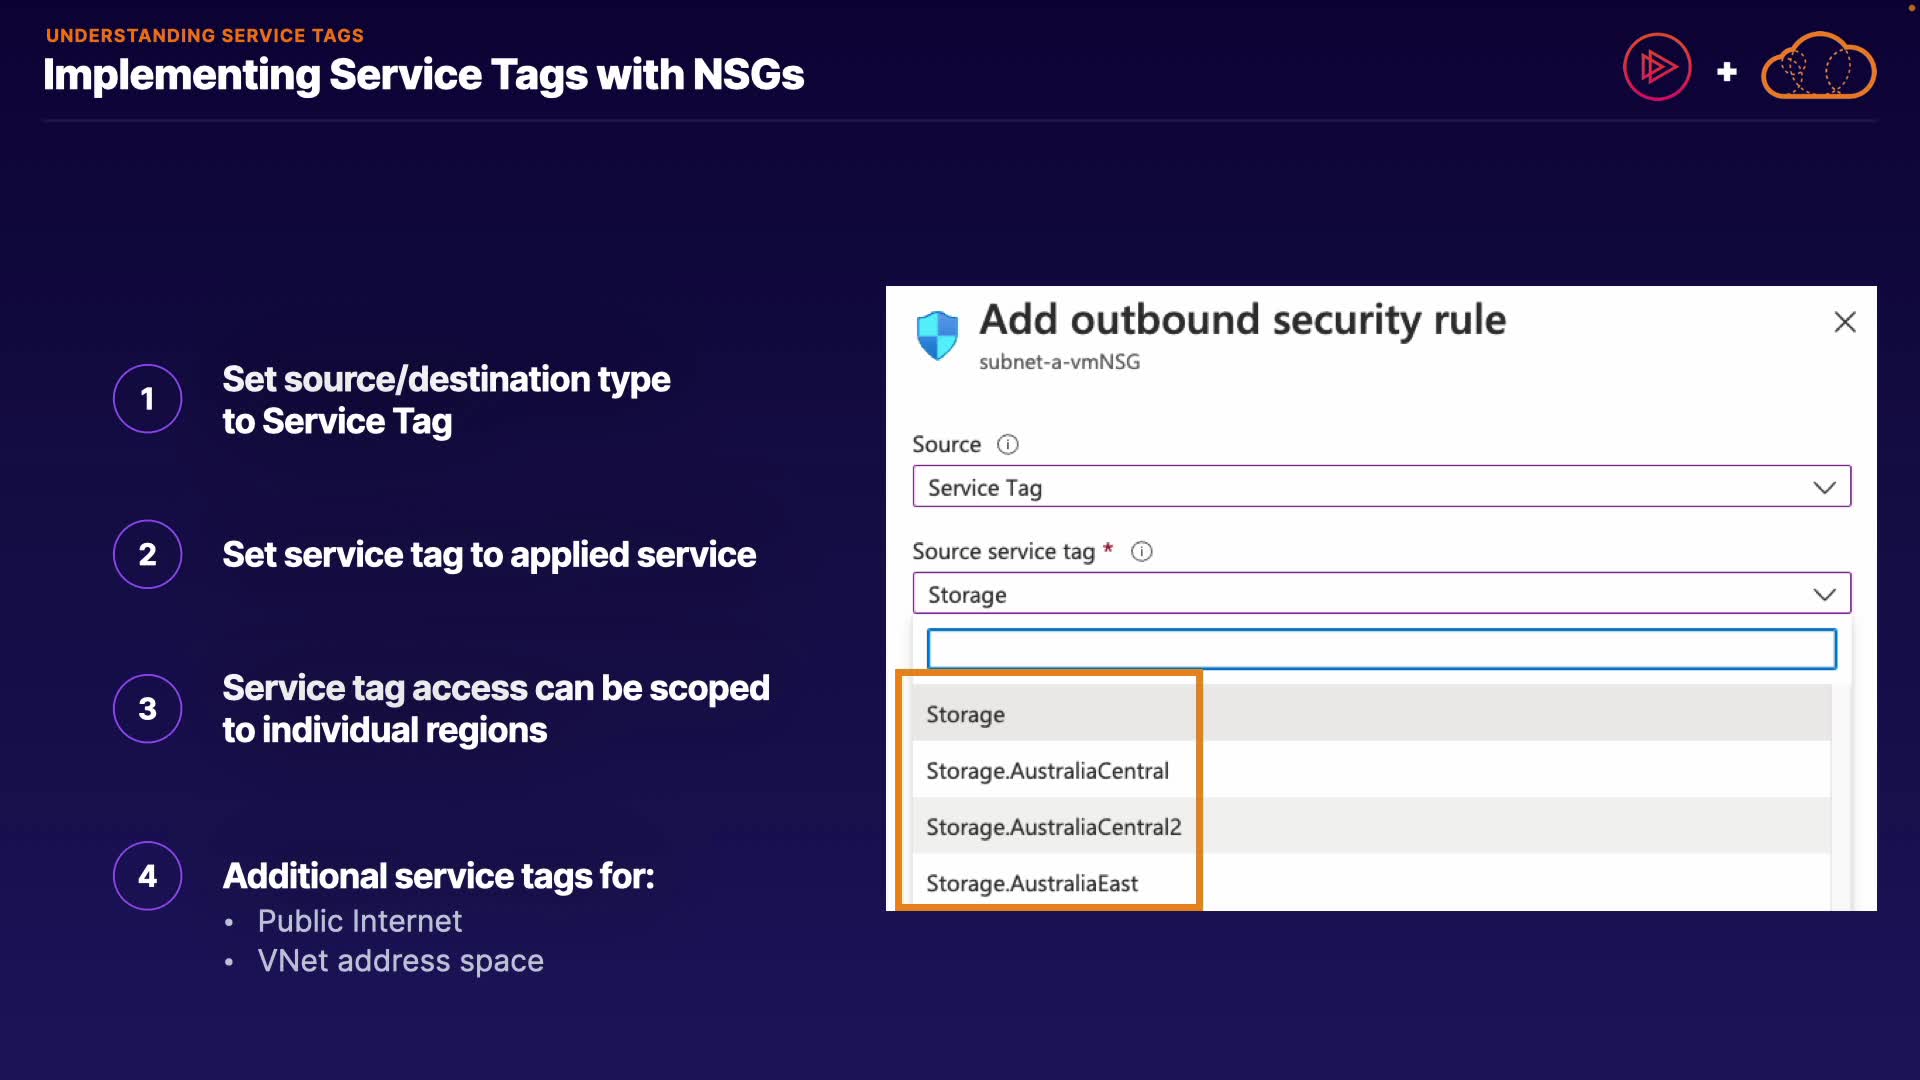 UNDERSTANDING SERVICE TAGS
Implementing Service Tags with NSGs
+
1
Set source/destination type
to Service Tag
2
Set service tag to applied service
3
Service tag access can be scoped
to individual regions
4
Additional service tags for:
• Public Internet
• VNet address space
Add outbound security rule
subnet-a-vmNSG
Source
Service Tag
Source service tag *
Storage
Storage
Storage.AustraliaCentral
Storage.AustraliaCentral2
Storage.AustraliaEast